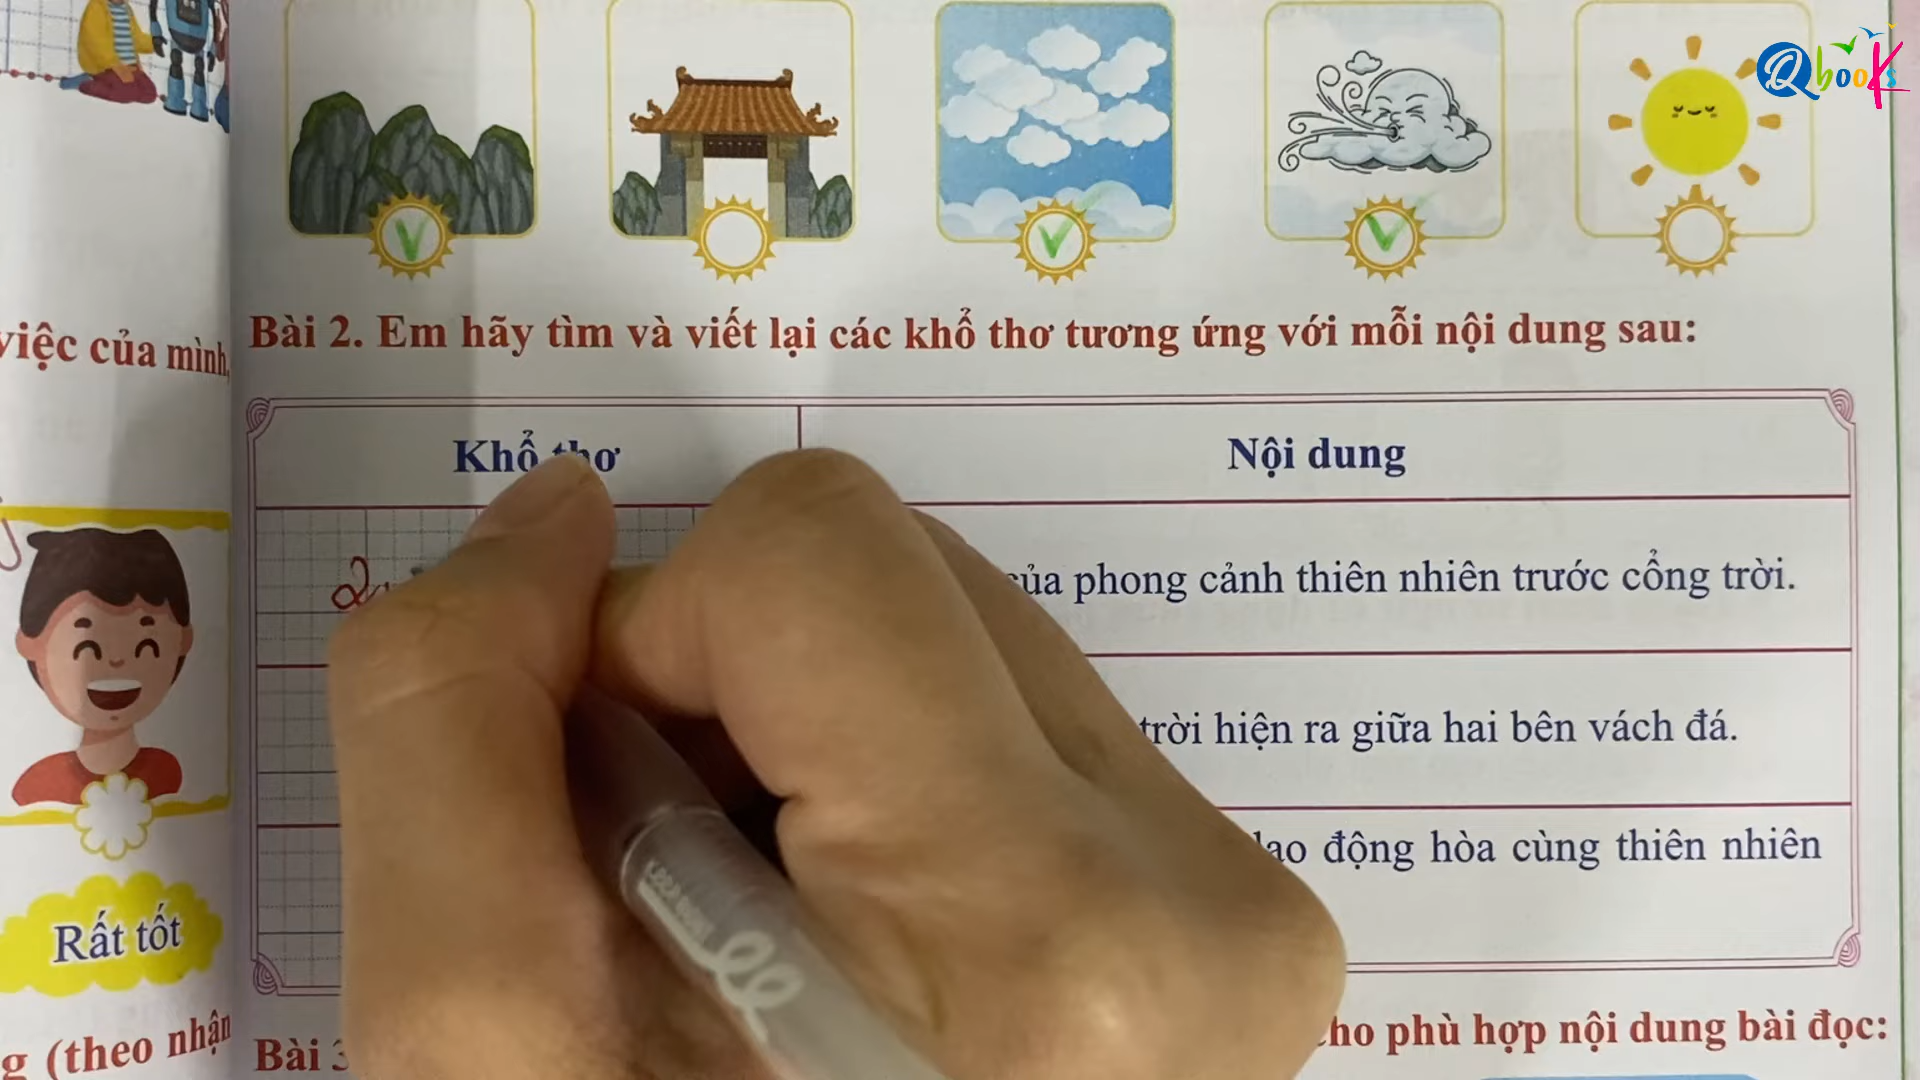 Qbooks
việc của mình,
Bài 2. Em hãy tìm và viết lại các khổ thơ tương ứng với mỗi nội dung sau:
Khổ thơ
Nội dung
của phong cảnh thiên nhiên trước cổng trời.
trời hiện ra giữa hai bên vách đá.
lao động hòa cùng thiên nhiên
Rất tốt
g (theo nhận
Bài 3
cho phù hợp nội dung bài đọc: